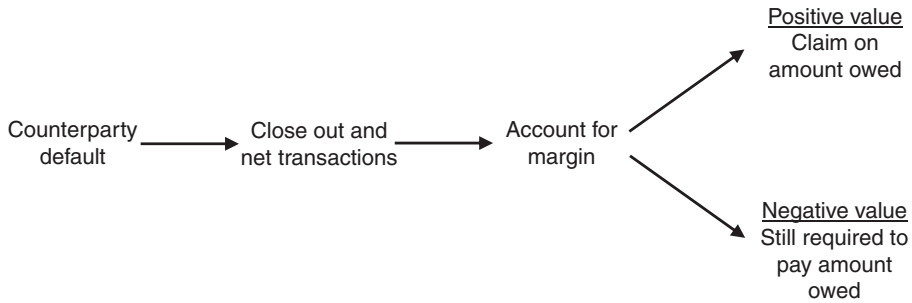 Counterparty
default
Close out and
net transactions
Account for
margin
Positive value
Claim on
amount owed
Negative value
Still required to
pay amount
owed